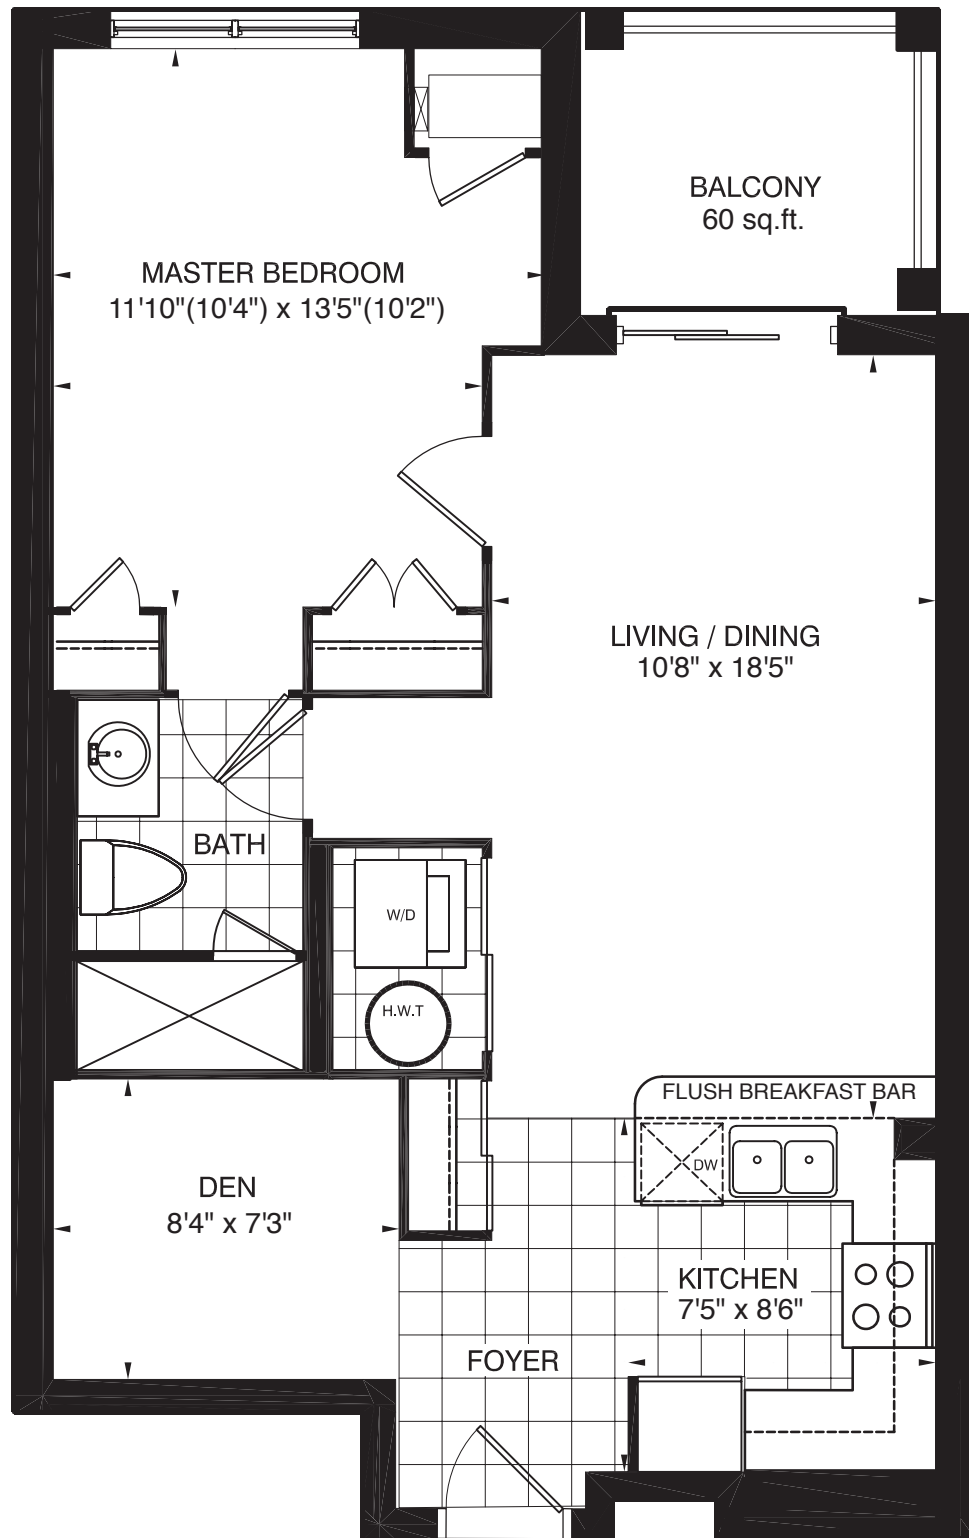 BALCONY
60 sq.ft.
MASTER BEDROOM
11'10"(10'4") x 13'5"(10'2")
LIVING / DINING
10'8" x 18'5"
BATH
W/D
H.W.T
FLUSH BREAKFAST BAR
DW
DEN
8'4" x 7'3"
KITCHEN
7'5" x 8'6"
FOYER